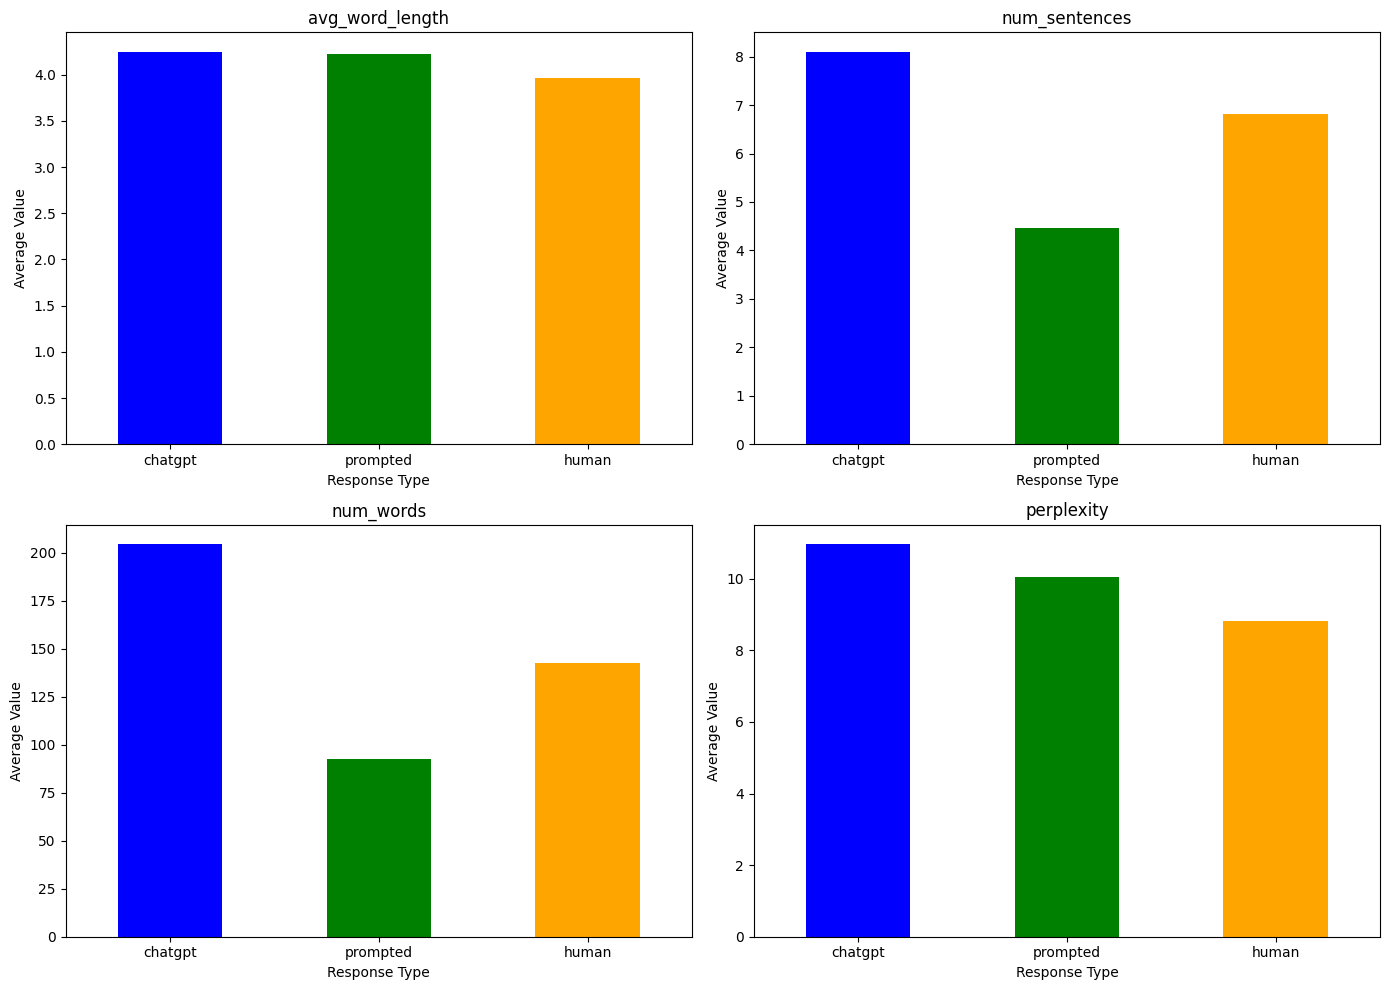 avg_word_length
Average Value
4.0
3.5
3.0
2.5
2.0
1.5
1.0
0.5
0.0
chatgpt prompted human
Response Type
num_sentences
Average Value
8
7
6
5
4
3
2
1
0
chatgpt prompted human
Response Type
num_words
Average Value
200
175
150
125
100
75
50
25
0
chatgpt prompted human
Response Type
perplexity
Average Value
10
8
6
4
2
0
chatgpt prompted human
Response Type